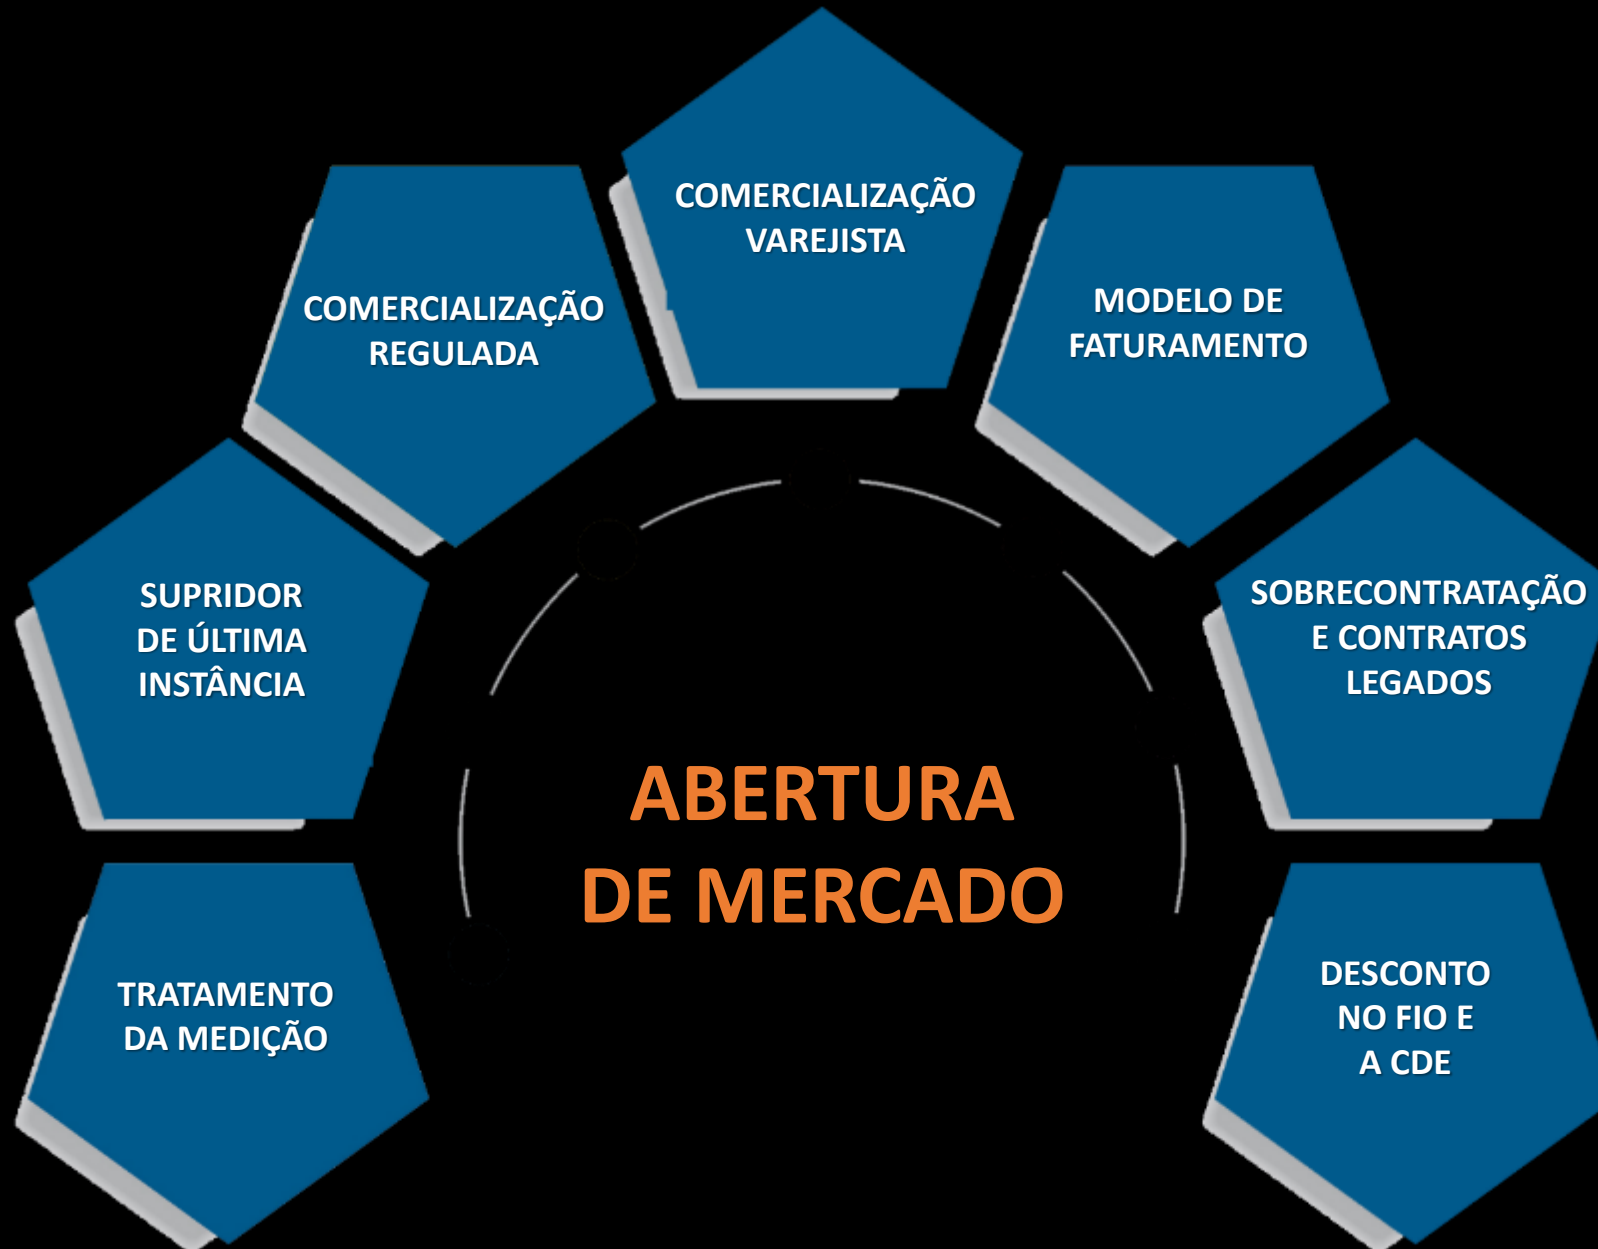 COMERCIALIZAÇÃO
VAREJISTA
COMERCIALIZAÇÃO
REGULADA
MODELO DE
FATURAMENTO
SUPRIDOR
DE ÚLTIMA
INSTÂNCIA
SOBRECONTRATAÇÃO
E CONTRATOS
LEGADOS
ABERTURA
DE MERCADO
TRATAMENTO
DA MEDIÇÃO
DESCONTO
NO FIO E
A CDE